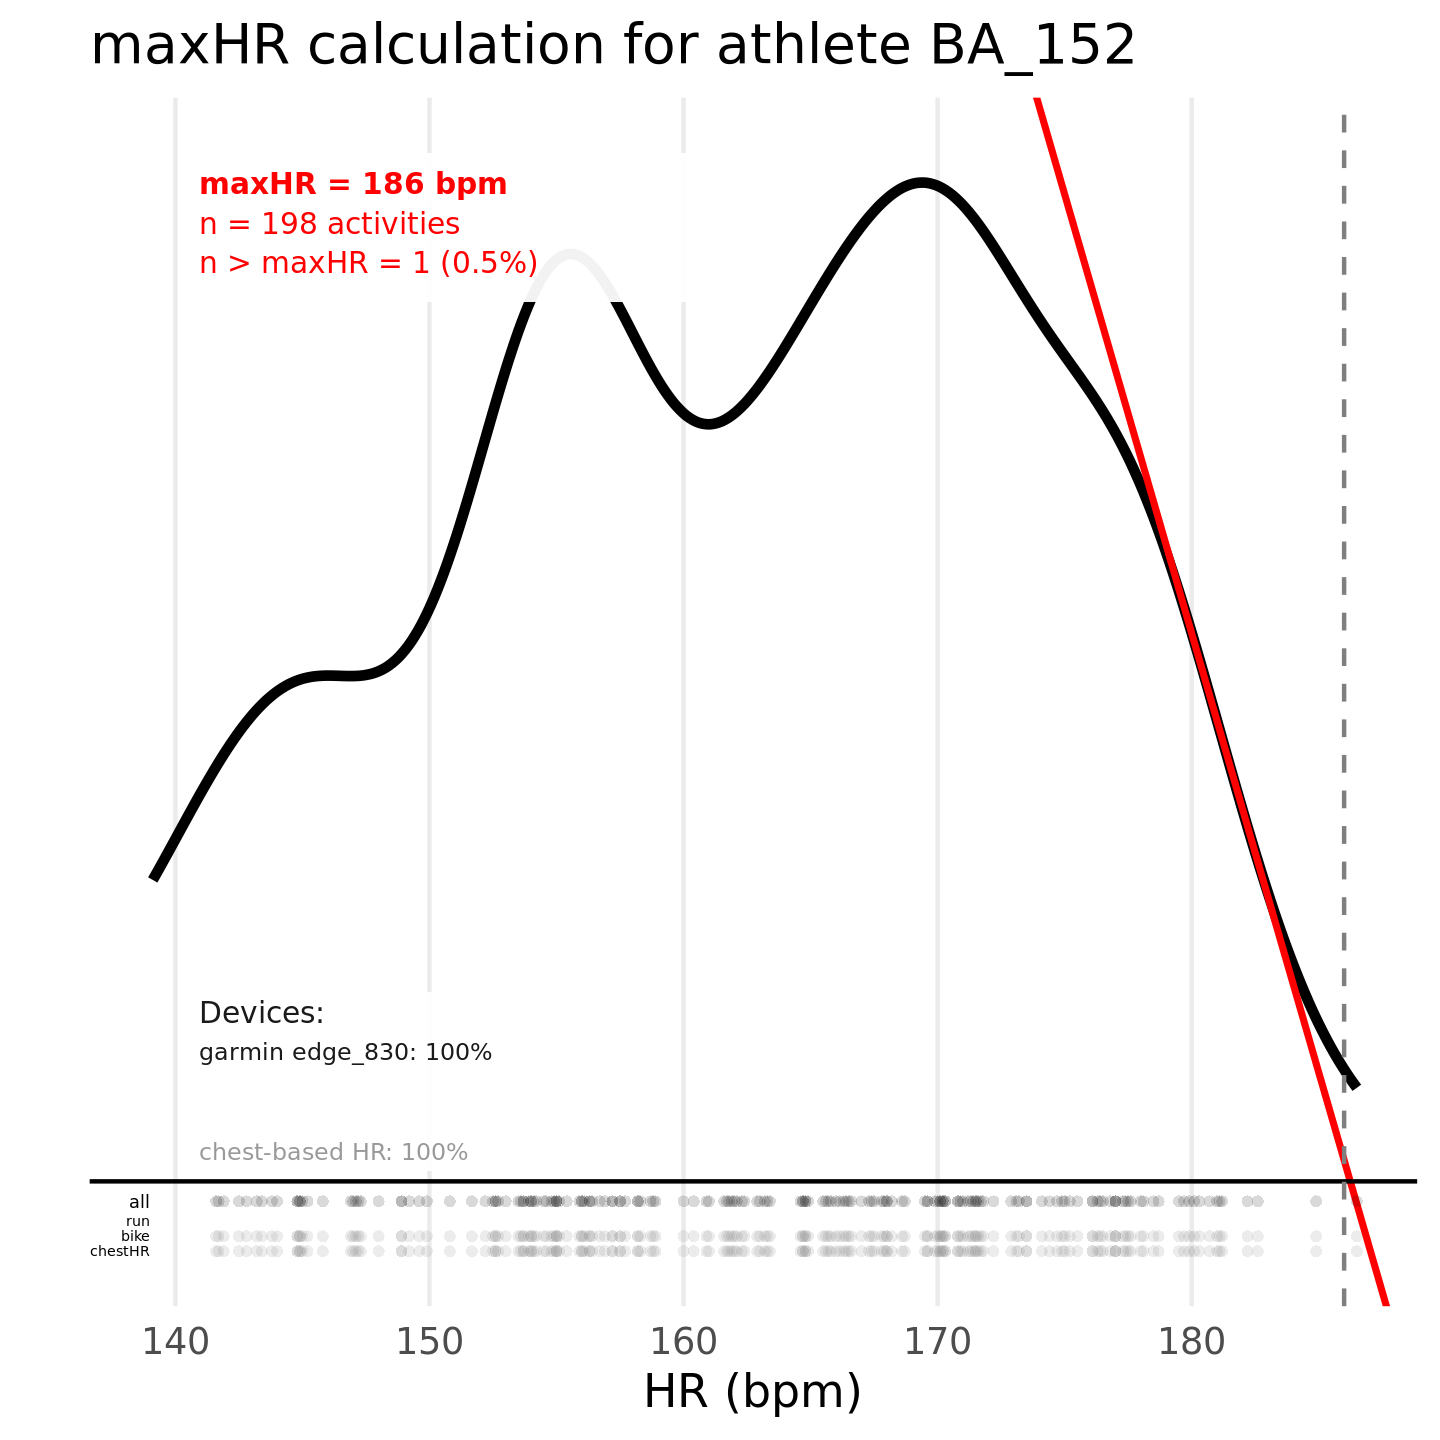 maxHR calculation for athlete BA_152
maxHR = 186 bpm
n = 198 activities
n > maxHR = 1 (0.5%)
Devices:
garmin edge_830: 100%
chest-based HR: 100%
all
run
bike
chestHR
140 150 160 170 180
HR (bpm)